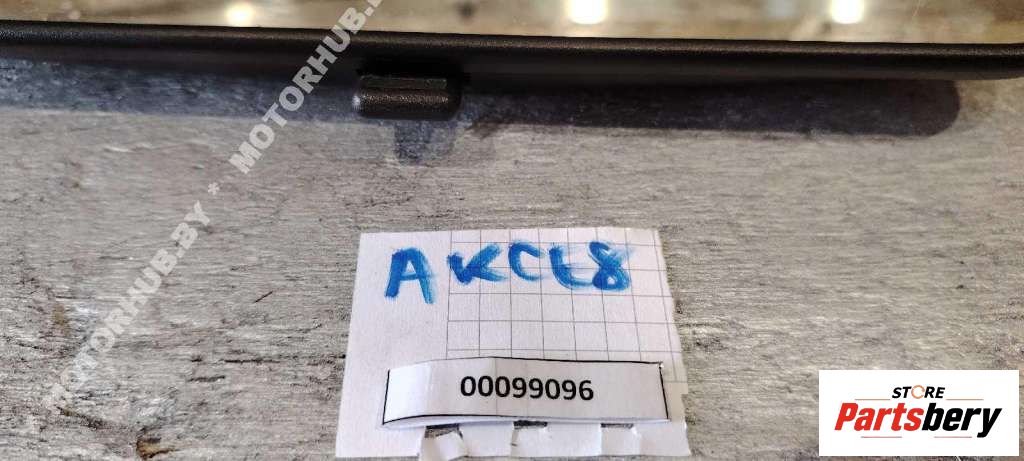 MOTORHUB.BY * MOTORHUB.BY
AKCL8
00099096
STORE
Partsbery